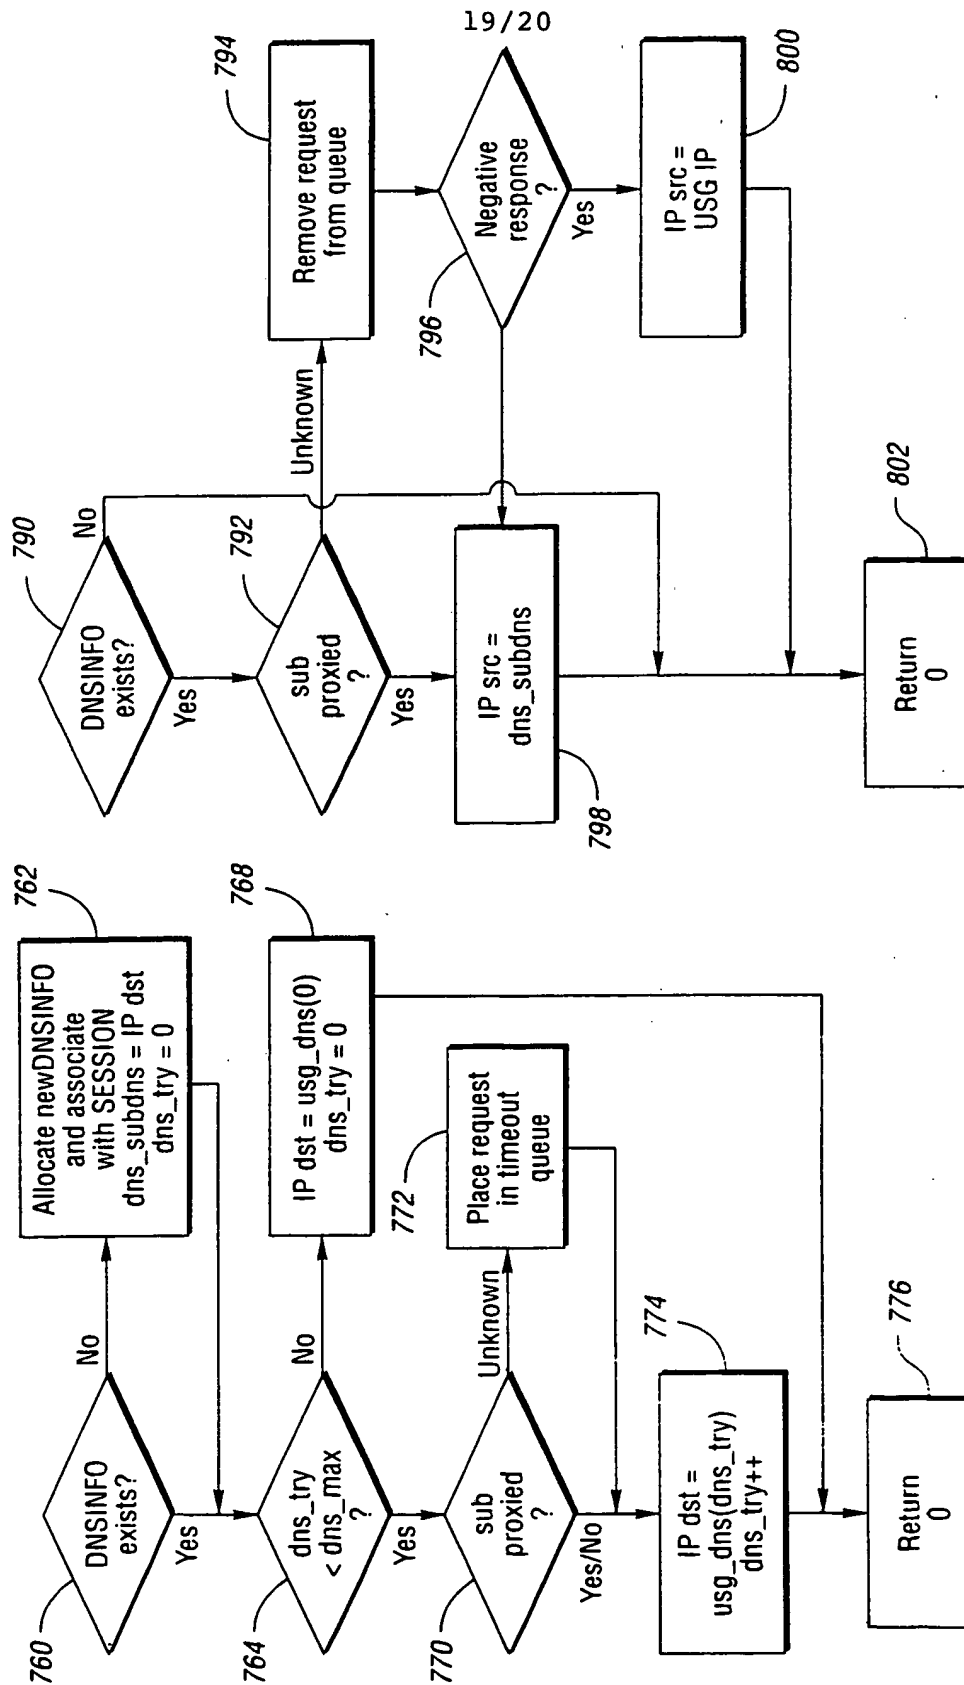 19/20
760
DNSINFO
exists?
No
Yes
762
Allocate newDNSINFO
and associate
with SESSION
dns_subdns = IP dst
dns_try = 0
764
dns_try
< dns_max
?
No
Yes
768
IP dst = usg_dns(0)
dns_try = 0
770
sub
proxied
?
Unknown
Yes/No
772
Place request
in timeout
queue
774
IP dst =
usg_dns(dns_try)
dns_try++
776
Return
0
790
DNSINFO
exists?
No
Yes
792
sub
proxied
?
Unknown
Yes
794
Remove request
from queue
796
Negative
response
?
Yes
798
IP src =
dns_subdns
800
IP src =
USG IP
802
Return
0